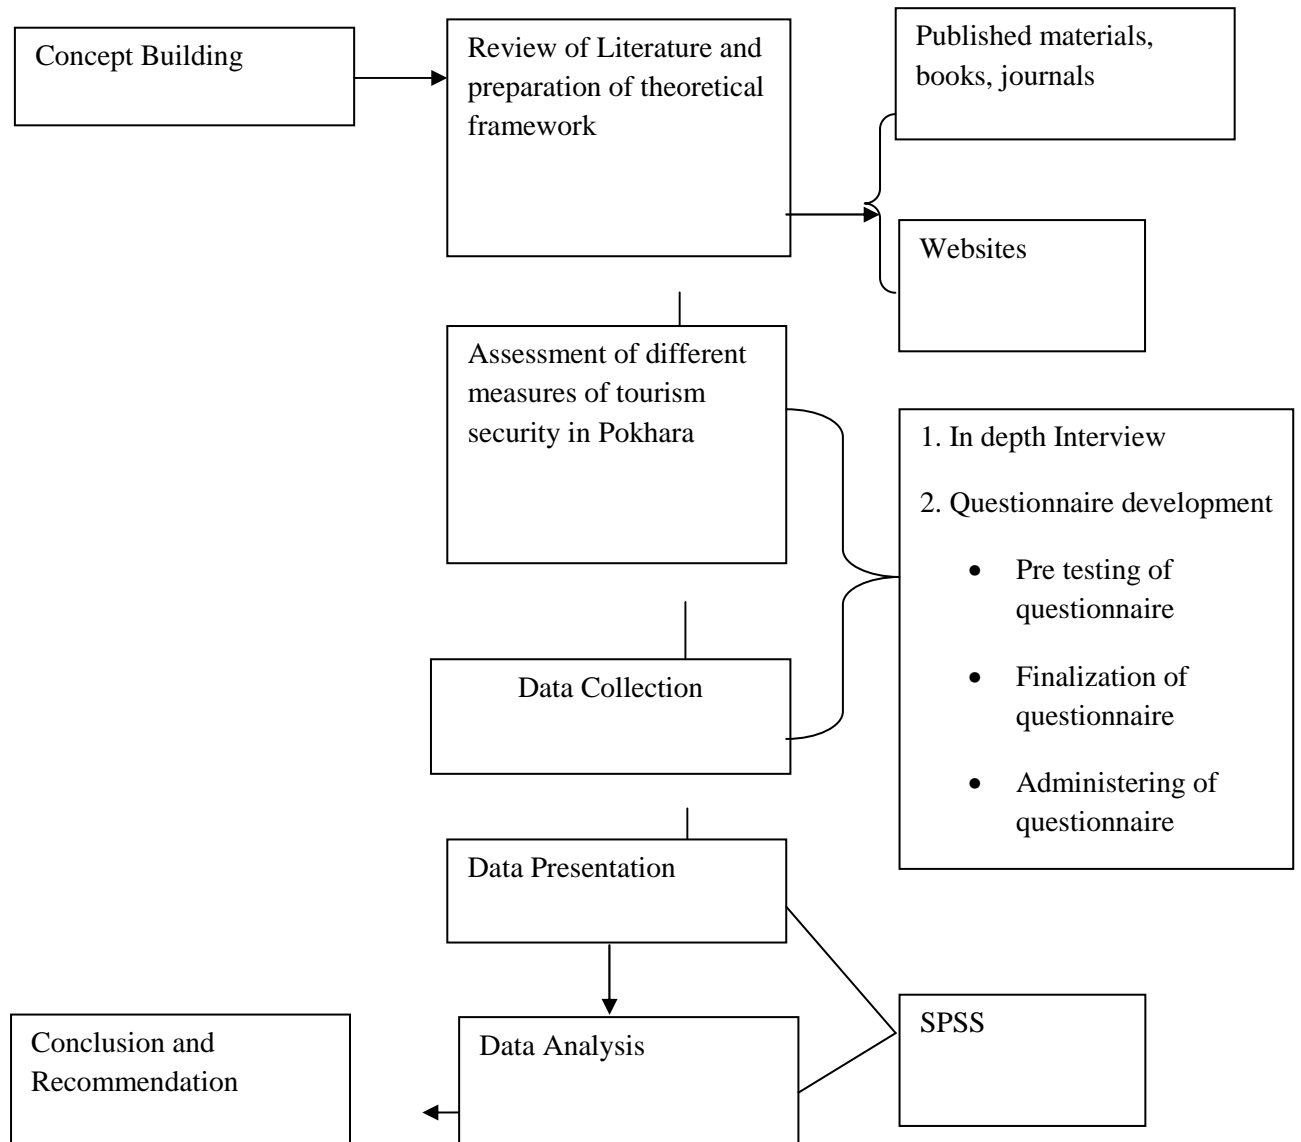 Concept Building
Review of Literature and
preparation of theoretical
framework
Published materials,
books, journals
Websites
Assessment of different
measures of tourism
security in Pokhara
1. In depth Interview
2. Questionnaire development
• Pre testing of
questionnaire
• Finalization of
questionnaire
• Administering of
questionnaire
Data Collection
Data Presentation
SPSS
Data Analysis
Conclusion and
Recommendation